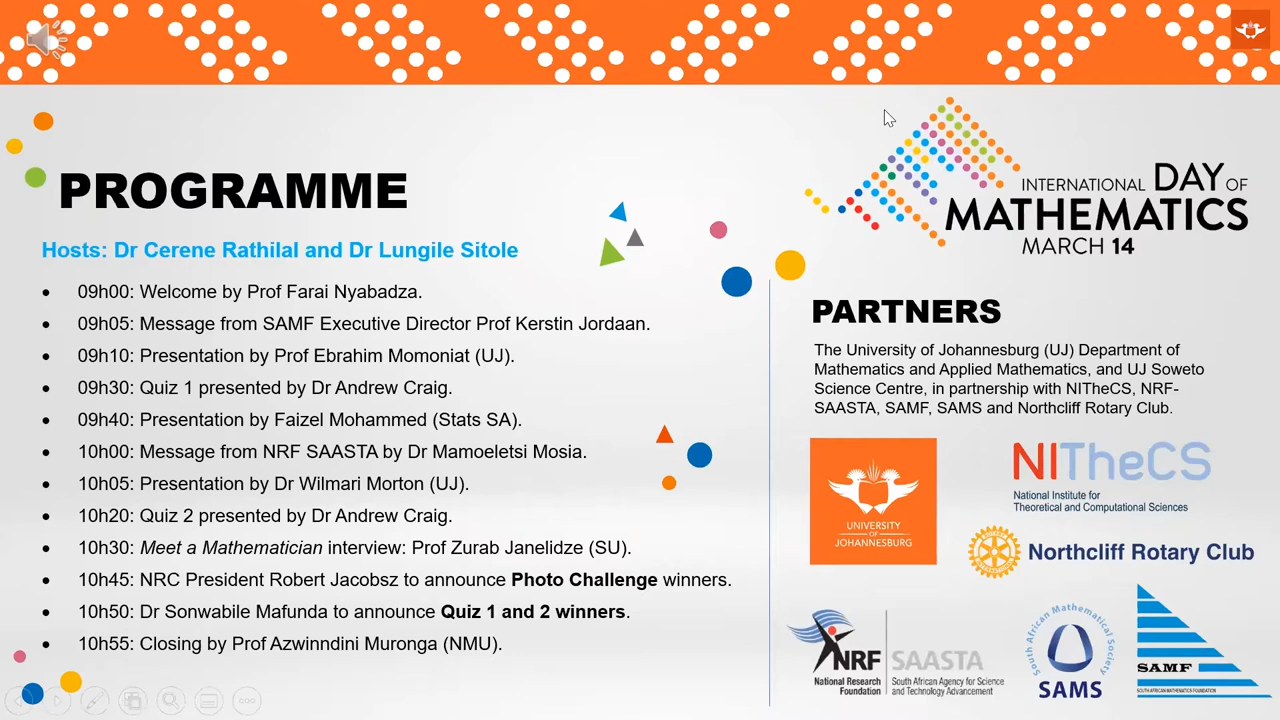 PROGRAMME
Hosts: Dr Cerene Rathilal and Dr Lungile Sitole
• 09h00: Welcome by Prof Farai Nyabadza.
• 09h05: Message from SAMF Executive Director Prof Kerstin Jordaan.
• 09h10: Presentation by Prof Ebrahim Momoniat (UJ).
• 09h30: Quiz 1 presented by Dr Andrew Craig.
• 09h40: Presentation by Faizel Mohammed (Stats SA).
• 10h00: Message from NRF SAASTA by Dr Mamoeletsi Mosia.
• 10h05: Presentation by Dr Wilmari Morton (UJ).
• 10h20: Quiz 2 presented by Dr Andrew Craig.
• 10h30: Meet a Mathematician interview: Prof Zurab Janelidze (SU).
• 10h45: NRC President Robert Jacobsz to announce Photo Challenge winners.
• 10h50: Dr Sonwabile Mafunda to announce Quiz 1 and 2 winners.
• 10h55: Closing by Prof Azwinndini Muronga (NMU).
INTERNATIONAL DAY OF
MATHEMATICS
MARCH 14
PARTNERS
The University of Johannesburg (UJ) Department of
Mathematics and Applied Mathematics, and UJ Soweto
Science Centre, in partnership with NITheCS, NRF-
SAASTA, SAMF, SAMS and Northcliff Rotary Club.
UNIVERSITY
OF
JOHANNESBURG
NITheCS
National Institute for
Theoretical and Computational Sciences
Northcliff Rotary Club
NRF
National Research
Foundation
SAASTA
South African Agency for Science
and Technology Advancement
South African Mathematical Society
SAMS
SAMF
SOUTH AFRICAN MATHEMATICS FOUNDATION